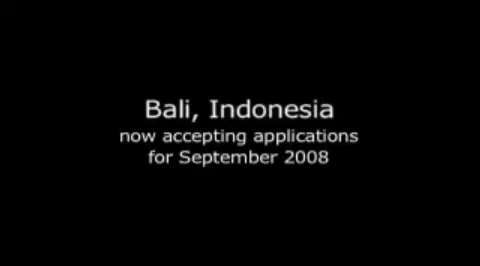 Bali, Indonesia
now accepting applications
for September 2008